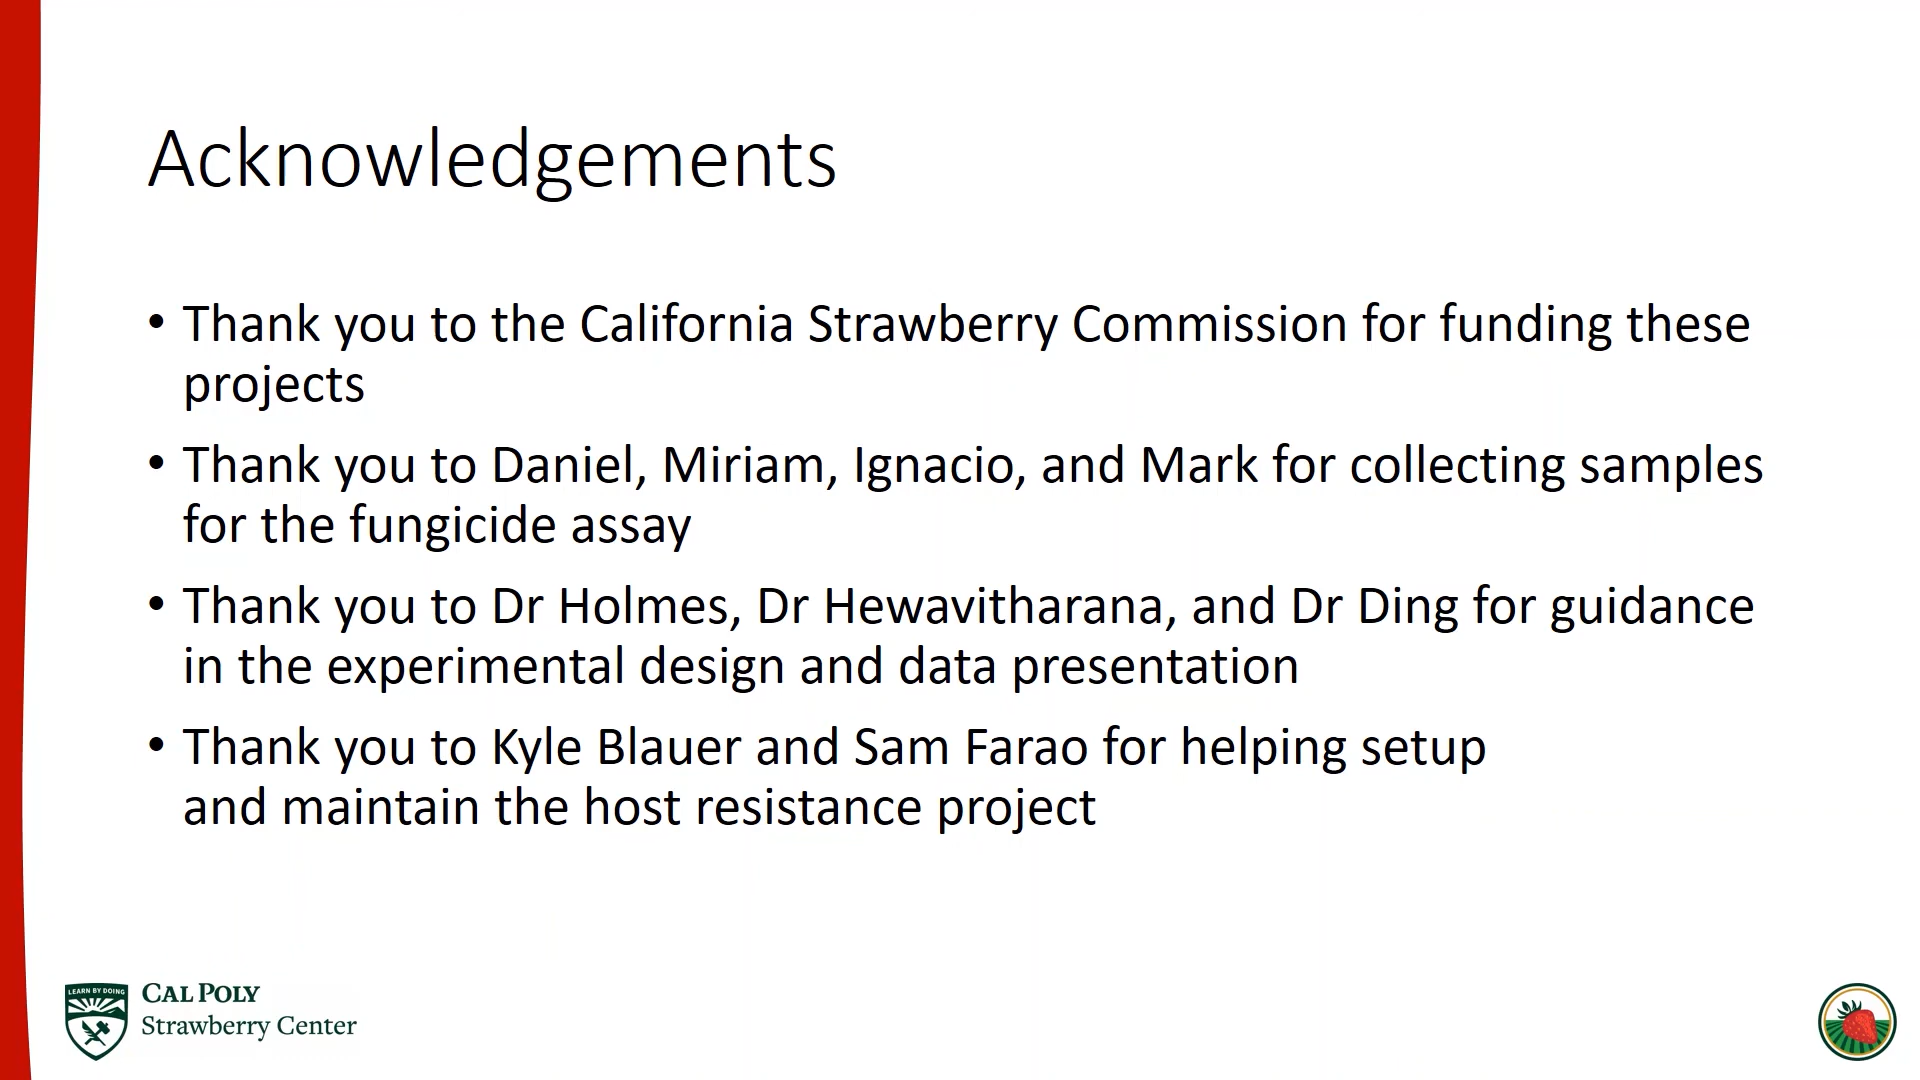 Acknowledgements
• Thank you to the California Strawberry Commission for funding these
projects
• Thank you to Daniel, Miriam, Ignacio, and Mark for collecting samples
for the fungicide assay
• Thank you to Dr Holmes, Dr Hewavitharana, and Dr Ding for guidance
in the experimental design and data presentation
• Thank you to Kyle Blauer and Sam Farao for helping setup
and maintain the host resistance project
LEARN BY DOING
CAL POLY
Strawberry Center